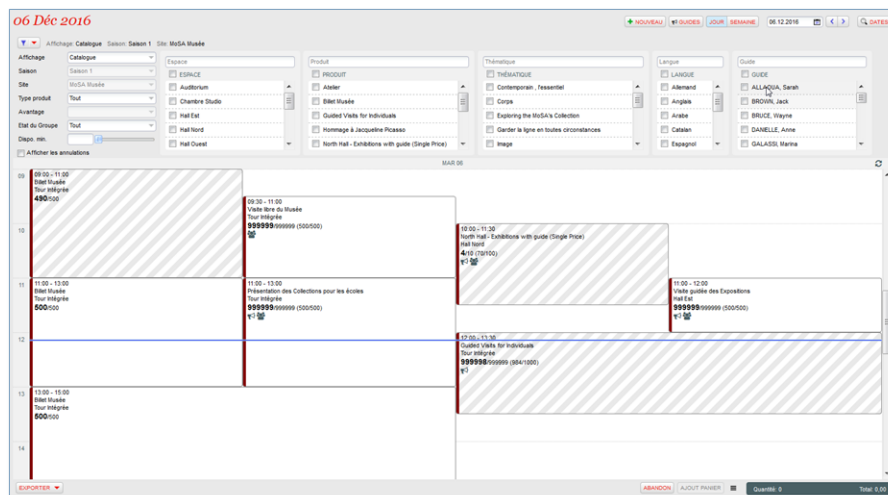 06 Déc 2016
NOUVEAU GUIDES JOUR SEMAINE 06.12.2016 DATES
Affichage: Catalogue Saison: Saison 1 Site: MoSA Musée
Affichage Catalogue
Saison Saison 1
Site MoSA Musée
Type produit Tout
Avantage
Etat du Groupe Tout
Dispo. min.
Afficher les annulations
Espace
ESPACE
Auditorium
Chambre Studio
Hall Est
Hall Nord
Hall Ouest
Produit
PRODUIT
Atelier
Billet Musée
Guided Visits for Individuals
Hommage à Jacqueline Picasso
North Hall - Exhibitions with guide (Single Price)
Thématique
THÉMATIQUE
Contemporain , l'essentiel
Corps
Exploring the MoSA's Collection
Garder la ligne en toutes circonstances
Image
Langue
LANGUE
Allemand
Anglais
Arabe
Catalan
Espagnol
Guide
GUIDE
ALLAOUA, Sarah
BROWN, Jack
BRUCE, Wayne
DANIELLE, Anne
GALASSI, Marina
MAR 06
09
10
11
12
13
14
09:00 - 11:00
Billet Musée
Tour Intégrée
490/500
09:30 - 11:00
Visite libre du Musée
Tour Intégrée
999999/999999 (500/500)
10:00 - 11:30
North Hall - Exhibitions with guide (Single Price)
Hall Nord
4/10 (70/100)
11:00 - 13:00
Billet Musée
Tour Intégrée
500/500
11:00 - 13:00
Présentation des Collections pour les écoles
Tour Intégrée
999999/999999 (500/500)
11:00 - 12:00
Visite guidée des Expositions
Hall Est
999999/999999 (500/500)
12:00 - 13:30
Guided Visits for Individuals
Tour Intégrée
999998/999999 (984/1000)
13:00 - 15:00
Billet Musée
Tour Intégrée
500/500
EXPORTER ABANDON AJOUT PANIER Quantité: 0 Total: 0,00